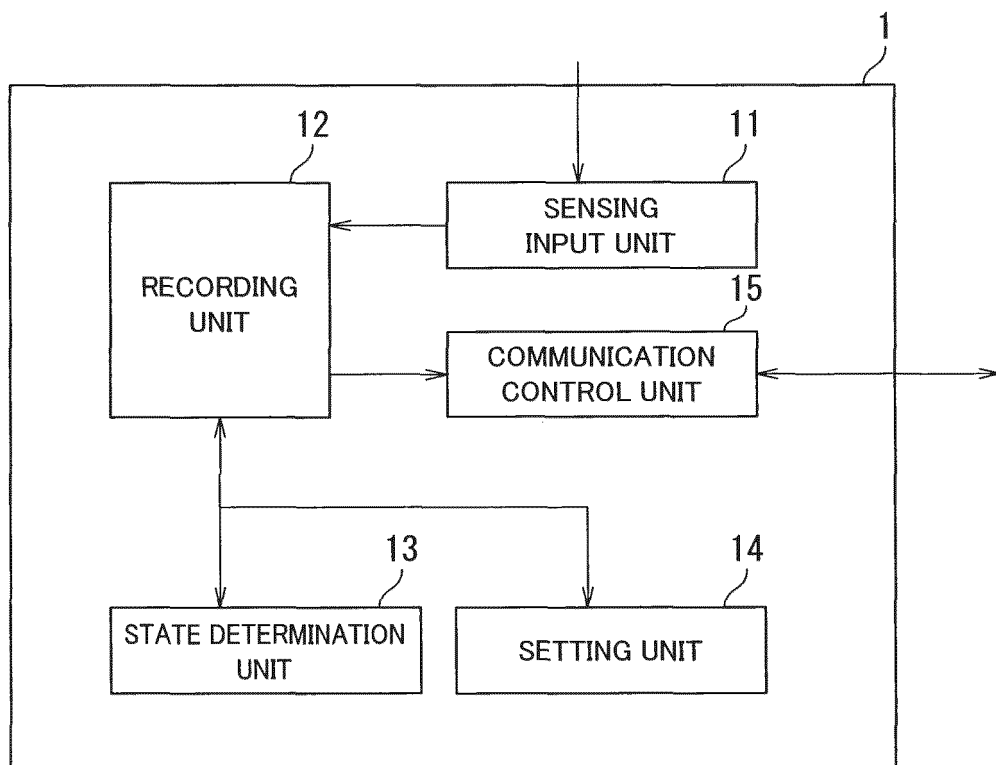 1
12
11
SENSING
INPUT UNIT
RECORDING
UNIT
15
COMMUNICATION
CONTROL UNIT
13
14
STATE DETERMINATION
UNIT
SETTING UNIT